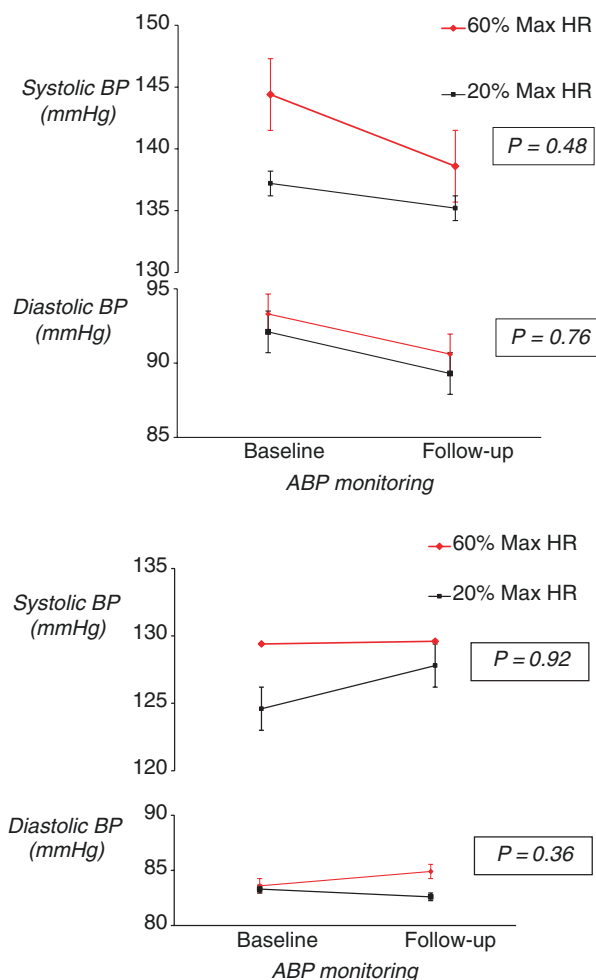 150
60% Max HR
145
Systolic BP
(mmHg)
20% Max HR
140
P = 0.48
135
130
95
Diastolic BP
(mmHg)
P = 0.76
90
85
Baseline Follow-up
ABP monitoring
60% Max HR
135
20% Max HR
Systolic BP
(mmHg)
130
P = 0.92
125
120
90
Diastolic BP
(mmHg)
P = 0.36
85
80
Baseline Follow-up
ABP monitoring